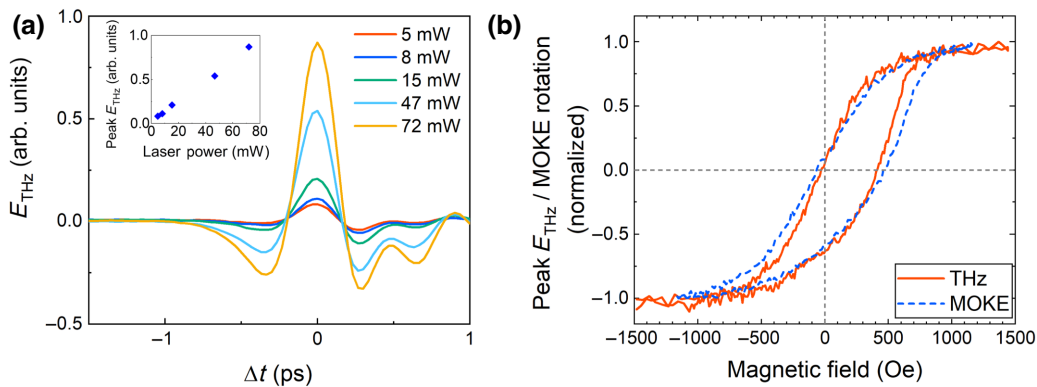 (a)
1.0
0.5
0.0
−0.5
E_THz (arb. units)
−1
0
1
Δt (ps)
5 mW
8 mW
15 mW
47 mW
72 mW
1.0
0.5
0.0
Peak E_THz (arb. units)
0 20 40 60 80
Laser power (mW)
(b)
1.0
0.5
0.0
−0.5
−1.0
Peak E_THz / MOKE rotation
(normalized)
THz
MOKE
−1500 −1000 −500 0 500 1000 1500
Magnetic field (Oe)